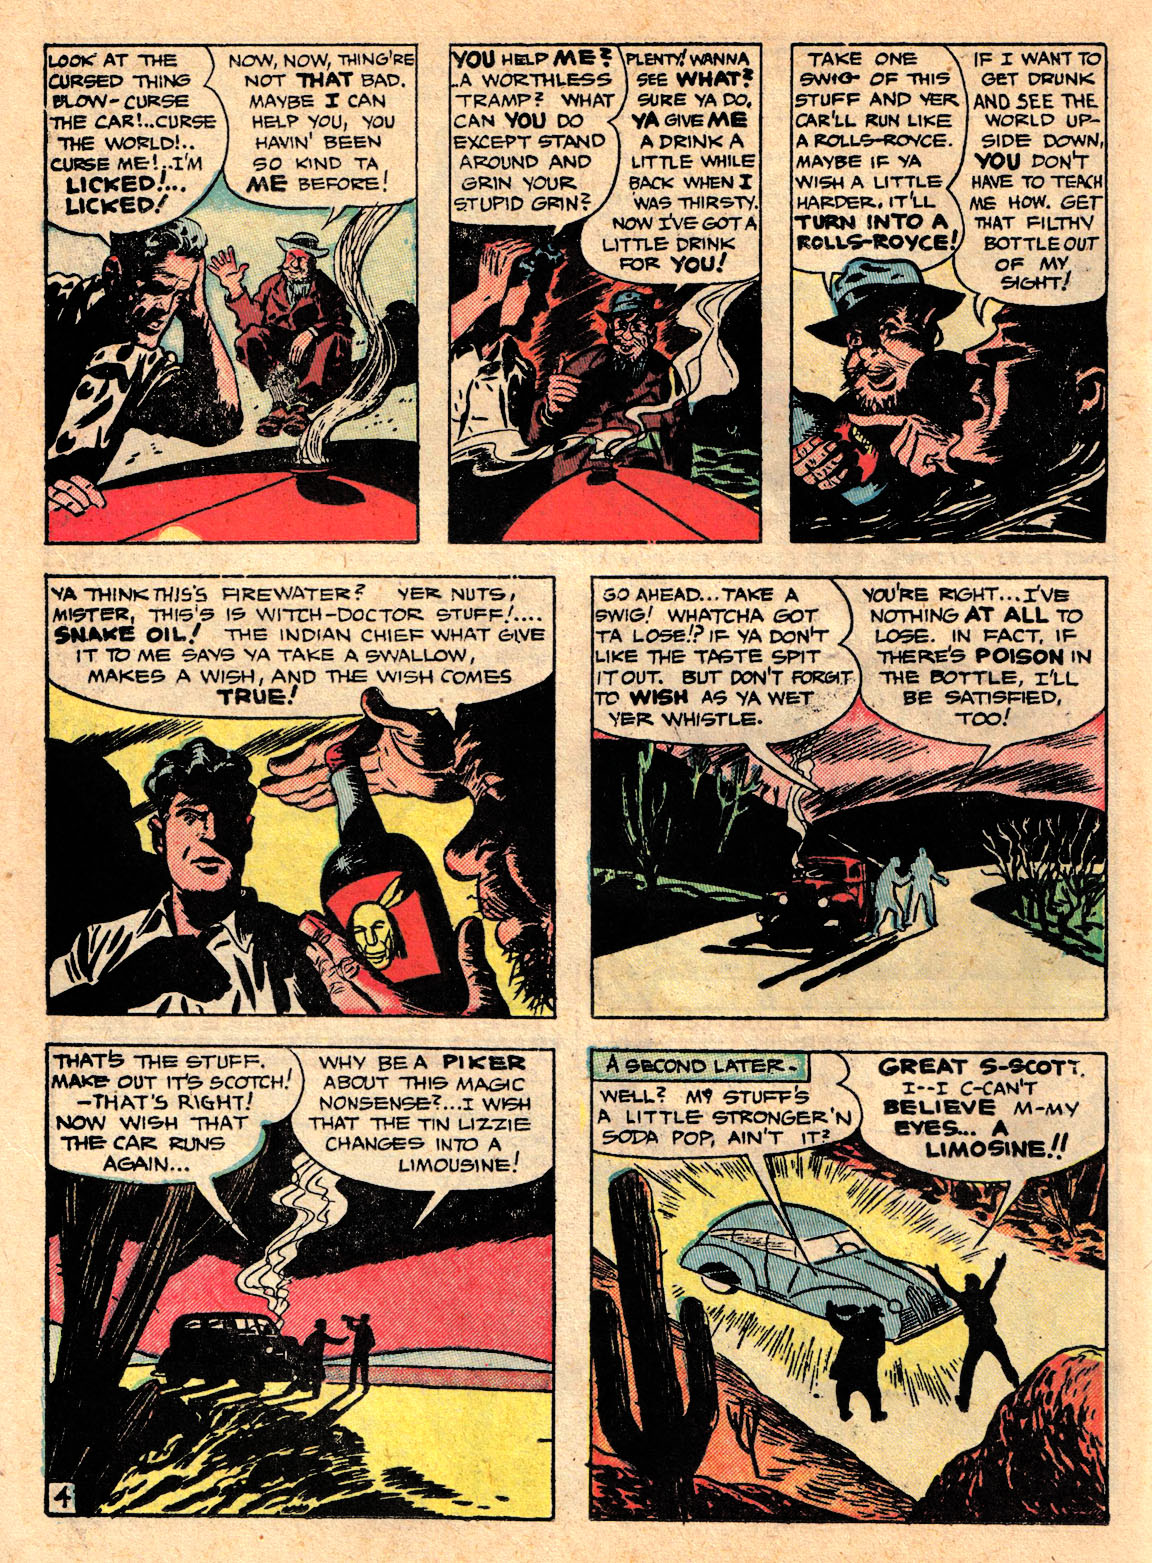 LOOK AT THE
CURSED THING
BLOW-CURSE
THE CAR!..CURSE
THE WORLD!..
CURSE ME!..I'M
LICKED!...
LICKED!
NOW, NOW, THING'RE
NOT THAT BAD.
MAYBE I CAN
HELP YOU, YOU
HAVIN' BEEN
SO KIND TA
ME BEFORE!
YOU HELP ME?
..A WORTHLESS
TRAMP? WHAT
CAN YOU DO
EXCEPT STAND
AROUND AND
GRIN YOUR
STUPID GRIN?
PLENTY! WANNA
SEE WHAT?
SURE YA DO.
YA GIVE ME
A DRINK A
LITTLE WHILE
BACK WHEN I
WAS THIRSTY.
NOW I'VE GOT A
LITTLE DRINK
FOR YOU!
TAKE ONE
SWIG OF THIS
STUFF AND YER
CAR'LL RUN LIKE
A ROLLS-ROYCE.
MAYBE IF YA
WISH A LITTLE
HARDER, IT'LL
TURN INTO A
ROLLS-ROYCE!
IF I WANT TO
GET DRUNK
AND SEE THE
WORLD UP-
SIDE DOWN,
YOU DON'T
HAVE TO TEACH
ME HOW. GET
THAT FILTHY
BOTTLE OUT
OF MY
SIGHT!
YA THINK THIS'S FIREWATER? YER NUTS,
MISTER, THIS'S IS WITCH-DOCTOR STUFF!....
SNAKE OIL! THE INDIAN CHIEF WHAT GIVE
IT TO ME SAYS YA TAKE A SWALLOW,
MAKES A WISH, AND THE WISH COMES
TRUE!
GO AHEAD...TAKE A
SWIG! WHATCHA GOT
TA LOSE!? IF YA DON'T
LIKE THE TASTE SPIT
IT OUT. BUT DON'T FORGIT
TO WISH AS YA WET
YER WHISTLE.
YOU'RE RIGHT...I'VE
NOTHING AT ALL TO
LOSE. IN FACT, IF
THERE'S POISON IN
THE BOTTLE, I'LL
BE SATISFIED,
TOO!
THAT'S THE STUFF.
MAKE OUT IT'S SCOTCH!
-THAT'S RIGHT!
NOW WISH THAT
THE CAR RUNS
AGAIN...
WHY BE A PIKER
ABOUT THIS MAGIC
NONSENSE?...I WISH
THAT THE TIN LIZZIE
CHANGES INTO A
LIMOUSINE!
4
A SECOND LATER-
WELL? MY STUFF'S
A LITTLE STRONGER'N
SODA POP, AIN'T IT?
GREAT S-SCOTT.
I--I C-CAN'T
BELIEVE M-MY
EYES... A
LIMOSINE!!